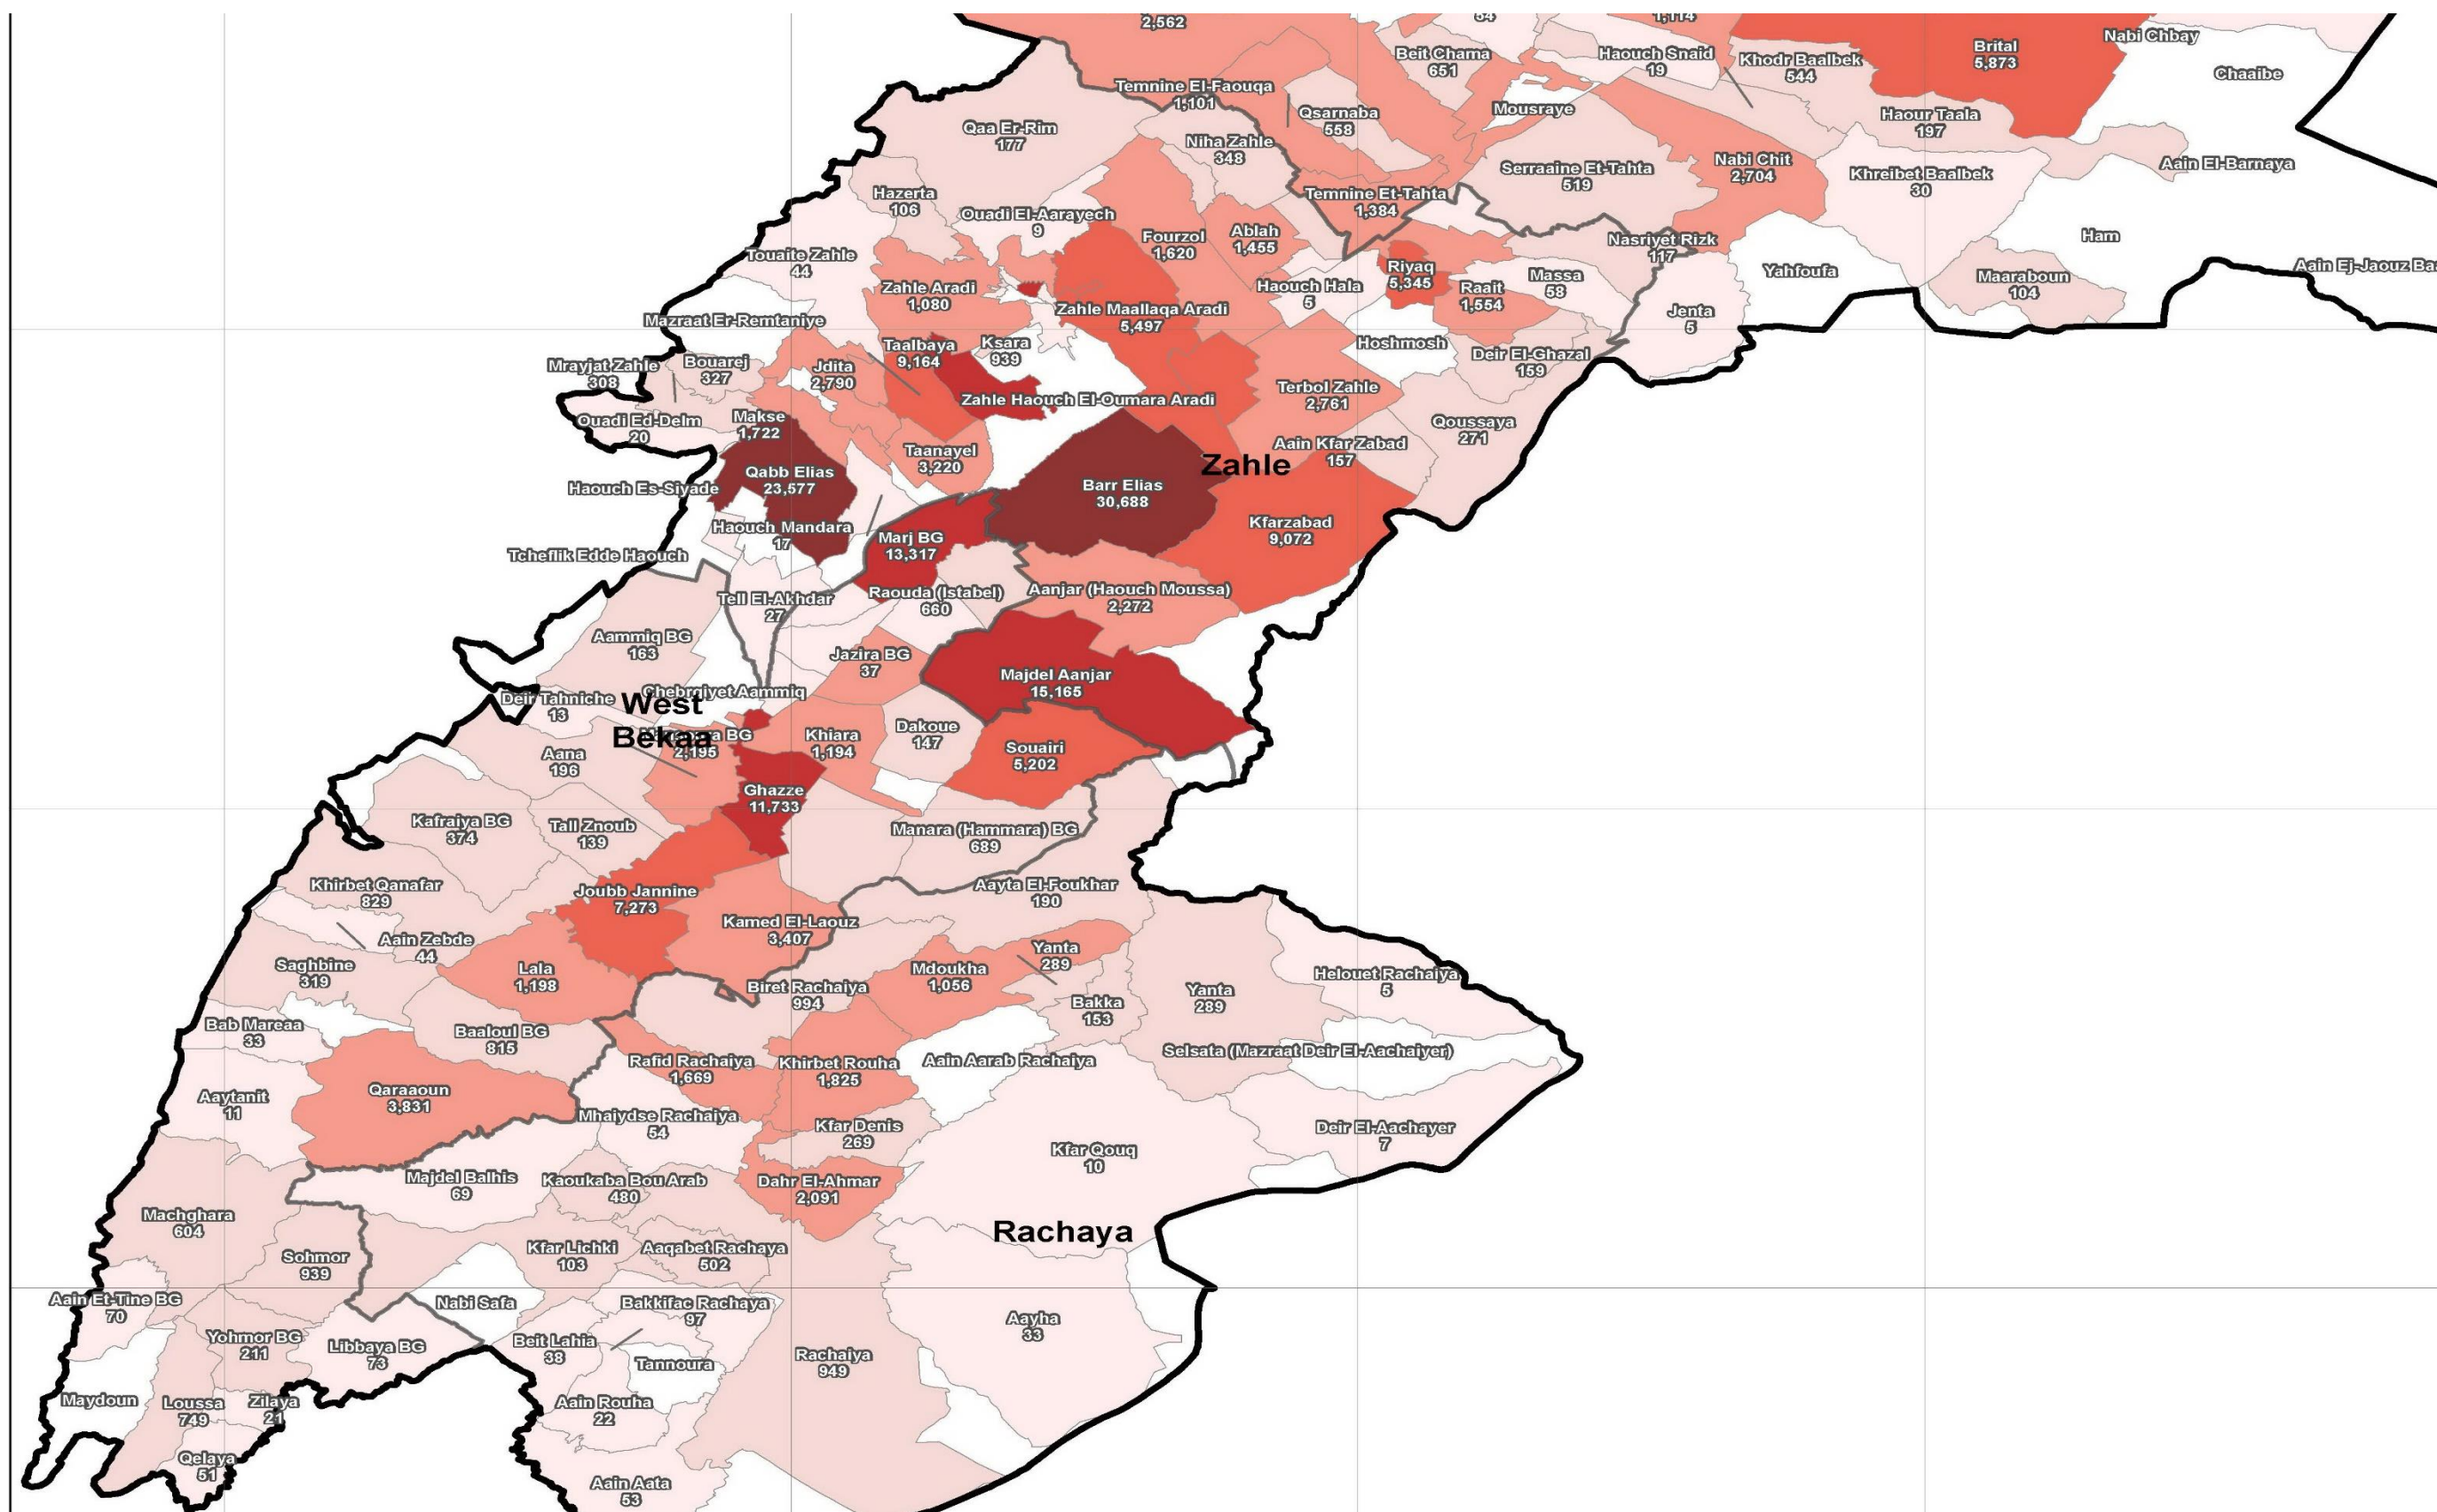 2,562
54
1,114
Brital
5,873
Nabi Chbay
Chaaibe
Beit Chama
651
Haouch Snaid
19
Khodr Baalbek
544
Temnine El-Faouqa
1,101
Qsarnaba
558
Mousraye
Haour Taala
197
Qaa Er-Rim
177
Niha Zahle
348
Serraaine Et-Tahta
519
Nabi Chit
2,704
Khreibet Baalbek
30
Aain El-Barnaya
Hazerta
106
Ouadi El-Aarayech
9
Temnine Et-Tahta
1,384
Fourzol
1,620
Ablah
1,455
Nasriyet Rizk
117
Ham
Touaite Zahle
44
Riyaq
5,345
Massa
58
Yahfoufa
Aain Ej-Jaouz Ba
Zahle Aradi
1,080
Haouch Hala
5
Raait
1,554
Maaraboun
104
Mazraat Er-Remtaniye
Zahle Maallaqa Aradi
5,497
Jenta
5
Taalbaya
9,164
Ksara
939
Hoshmosh
Deir El-Ghazal
159
Mrayjat Zahle
308
Bouarej
327
Jdita
2,790
Zahle Haouch El-Oumara Aradi
Terbol Zahle
2,761
Ouadi Ed-Delm
20
Makse
1,722
Qoussaya
271
Taanayel
3,220
Aain Kfar Zabad
157
Zahle
Qabb Elias
23,577
Haouch Es-Siyade
Barr Elias
30,688
Haouch Mandara
17
Marj BG
13,317
Kfarzabad
9,072
Tcheflik Edde Haouch
Tell El-Akhdar
27
Raouda (Istabel)
660
Aanjar (Haouch Moussa)
2,272
Aammiq BG
163
Jazira BG
37
Majdel Aanjar
15,165
Deir Tahniche
13
Chebrqiyet Aammiq
West
Bekaa
BG
2,195
Khiara
1,194
Dakoue
147
Souairi
5,202
Aana
196
Ghazze
11,733
Kafraiya BG
374
Tall Znoub
139
Manara (Hammara) BG
689
Khirbet Qanafar
829
Joubb Jannine
7,273
Aayta El-Foukhar
190
Kamed El-Laouz
3,407
Aain Zebde
44
Saghbine
319
Lala
1,198
Mdoukha
1,056
Yanta
289
Biret Rachaiya
994
Bakka
153
Yanta
289
Helouet Rachaiya
5
Bab Mareaa
33
Baaloul BG
815
Rafid Rachaiya
1,669
Khirbet Rouha
1,825
Aain Aarab Rachaiya
Selsata (Mazraat Deir El-Aachaiyer)
Aaytanit
11
Qaraaoun
3,831
Mhaiydse Rachaiya
54
Kfar Denis
269
Deir El-Aachayer
7
Kfar Qouq
10
Majdel Balhis
69
Kaoukaba Bou Arab
480
Dahr El-Ahmar
2,091
Machghara
604
Rachaya
Sohmor
939
Kfar Lichki
103
Aaqabet Rachaya
502
Aain Et-Tine BG
70
Nabi Safa
Bakkifac Rachaya
97
Aayha
33
Yohmor BG
211
Libbaya BG
73
Beit Lahia
38
Tannoura
Rachaiya
949
Maydoun
Loussa
749
Zilaya
21
Aain Rouha
22
Qelaya
51
Aain Aata
53